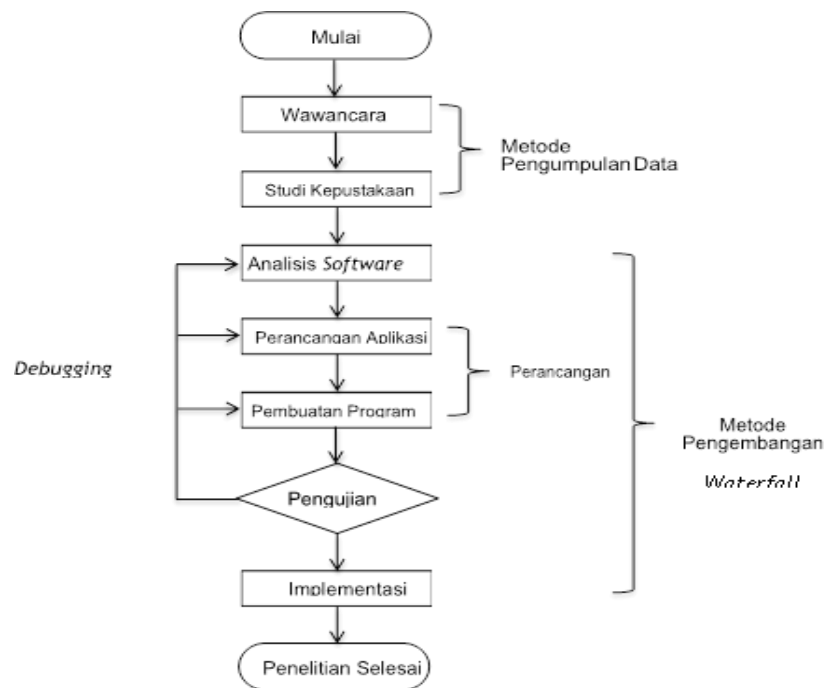 Mulai
Wawancara
Metode
Pengumpulan Data
Studi Kepustakaan
Analisis Software
Perancangan Aplikasi
Debugging
Perancangan
Pembuatan Program
Metode
Pengembangan
Waterfall
Pengujian
Implementasi
Penelitian Selesai